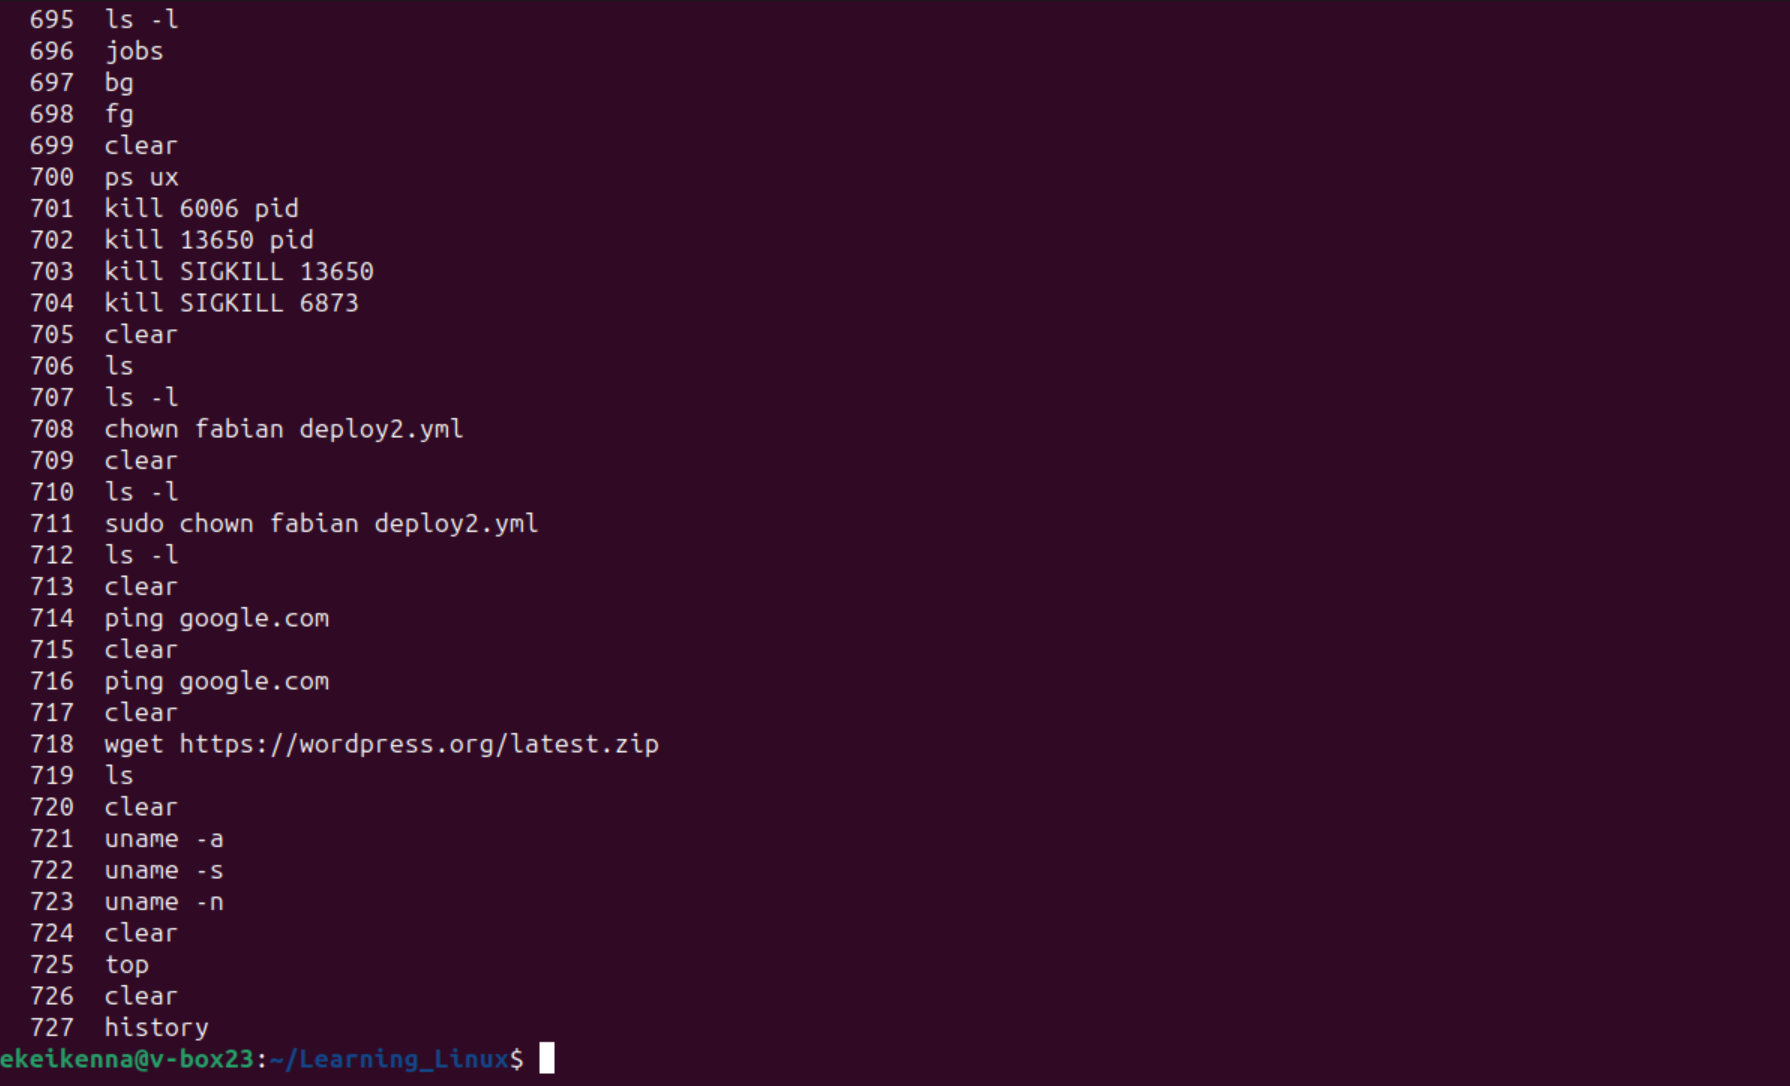 695  ls -l
696  jobs
697  bg
698  fg
699  clear
700  ps ux
701  kill 6006 pid
702  kill 13650 pid
703  kill SIGKILL 13650
704  kill SIGKILL 6873
705  clear
706  ls
707  ls -l
708  chown fabian deploy2.yml
709  clear
710  ls -l
711  sudo chown fabian deploy2.yml
712  ls -l
713  clear
714  ping google.com
715  clear
716  ping google.com
717  clear
718  wget https://wordpress.org/latest.zip
719  ls
720  clear
721  uname -a
722  uname -s
723  uname -n
724  clear
725  top
726  clear
727  history
ekeikenna@v-box23:~/Learning_Linux$